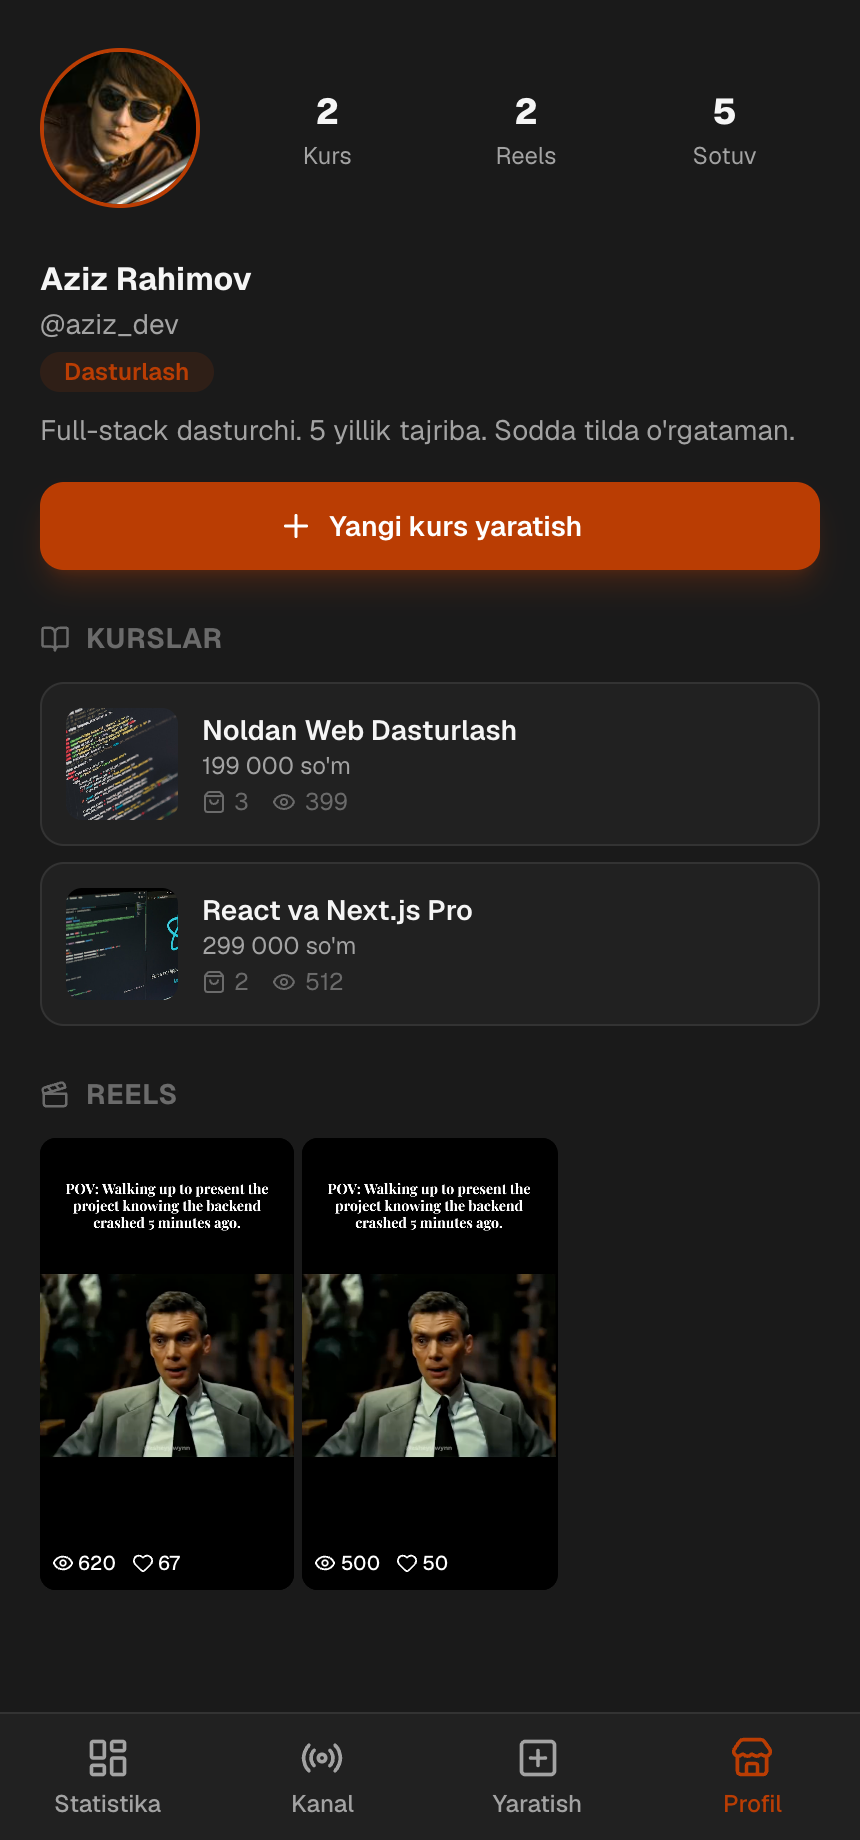 2
Kurs
2
Reels
5
Sotuv
Aziz Rahimov
@aziz_dev
Dasturlash
Full-stack dasturchi. 5 yillik tajriba. Sodda tilda o'rgataman.
Yangi kurs yaratish
KURSLAR
Noldan Web Dasturlash
199 000 so'm
3 399
React va Next.js Pro
299 000 so'm
2 512
REELS
POV: Walking up to present the
project knowing the backend
crashed 5 minutes ago.
620 67
POV: Walking up to present the
project knowing the backend
crashed 5 minutes ago.
500 50
Statistika
Kanal
Yaratish
Profil